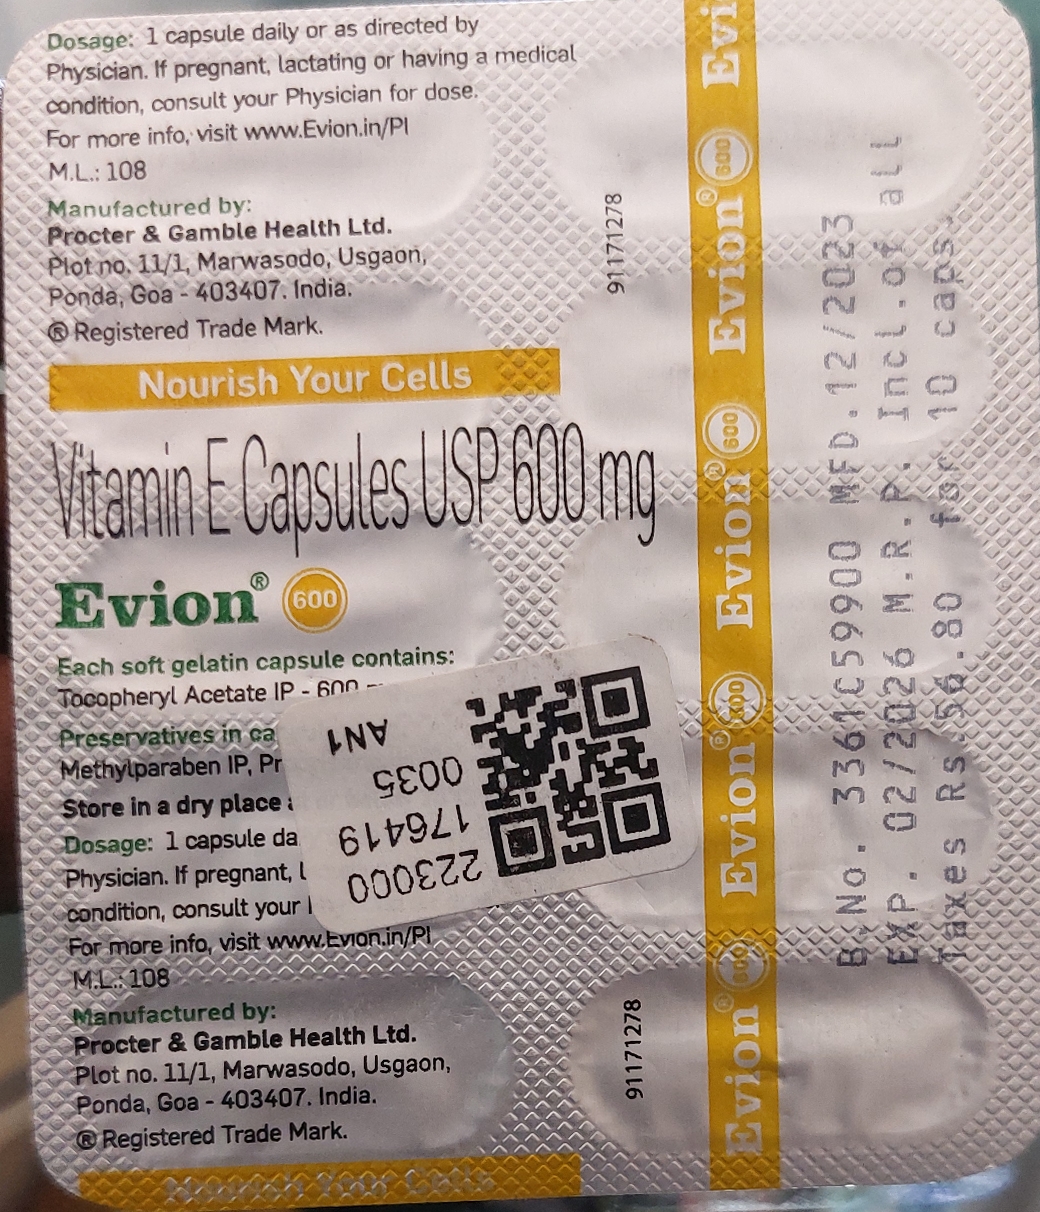 Dosage: 1 capsule daily or as directed by
Physician. If pregnant, lactating or having a medical
condition, consult your Physician for dose.
For more info, visit www.Evion.in/PI
M.L.: 108
Manufactured by:
Procter & Gamble Health Ltd.
Plot no. 11/1, Marwasodo, Usgaon,
Ponda, Goa - 403407. India.
® Registered Trade Mark.
Nourish Your Cells
Vitamin E Capsules USP 600 mg
Evion® 600
Each soft gelatin capsule contains:
Tocopheryl Acetate IP - 600
Preservatives in
Methylparaben IP,
Store in a dry place
Dosage: 1 capsule
Physician. If pregnant,
condition, consult your
For more info, visit www.Evion.in/PI
M.L.: 108
Manufactured by:
Procter & Gamble Health Ltd.
Plot no. 11/1, Marwasodo, Usgaon,
Ponda, Goa - 403407. India.
® Registered Trade Mark.
Nourish Your Cells
223000
176419
0035
AN1
91171278
91171278
Evion® 600
Evion® 600
Evion® 600
Evion® 600
Evi
B.No. 3361C59900 MFD.12/2023
EXP. 02/2026 M.R.P. Incl.of all
Taxes Rs.56.80 for 10 caps.